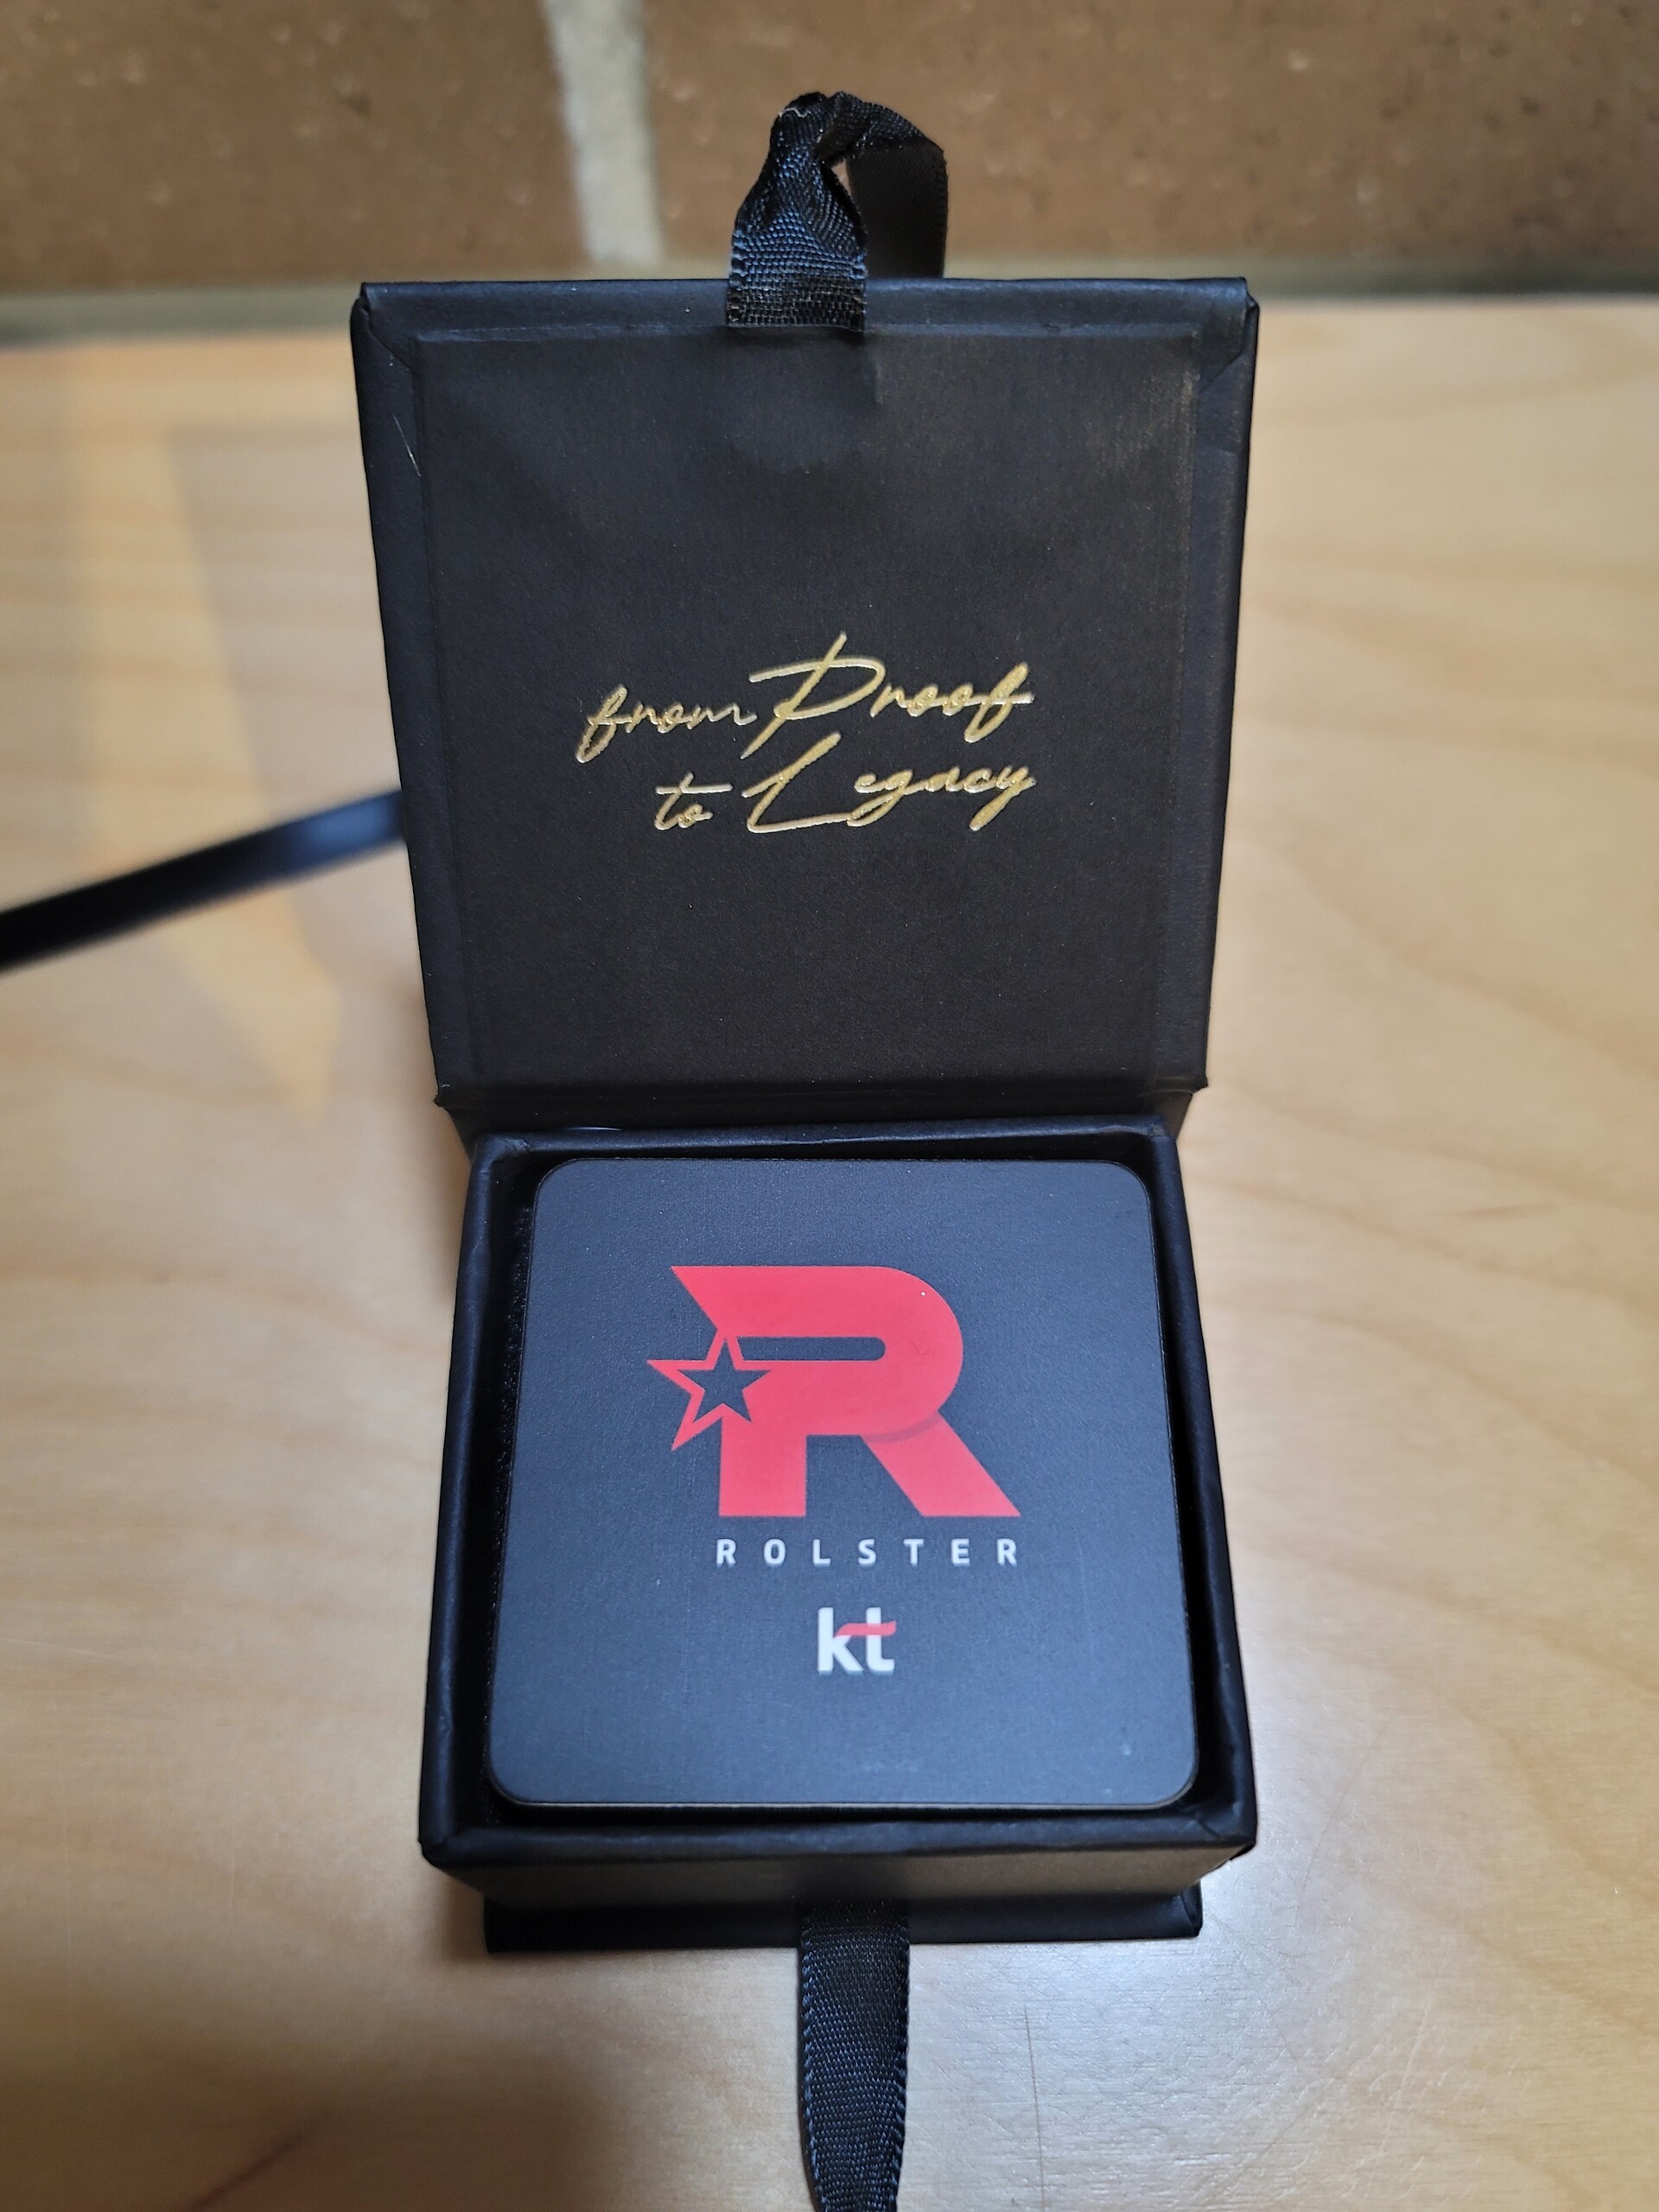 from Proof
to Legacy
R
ROLSTER
kt